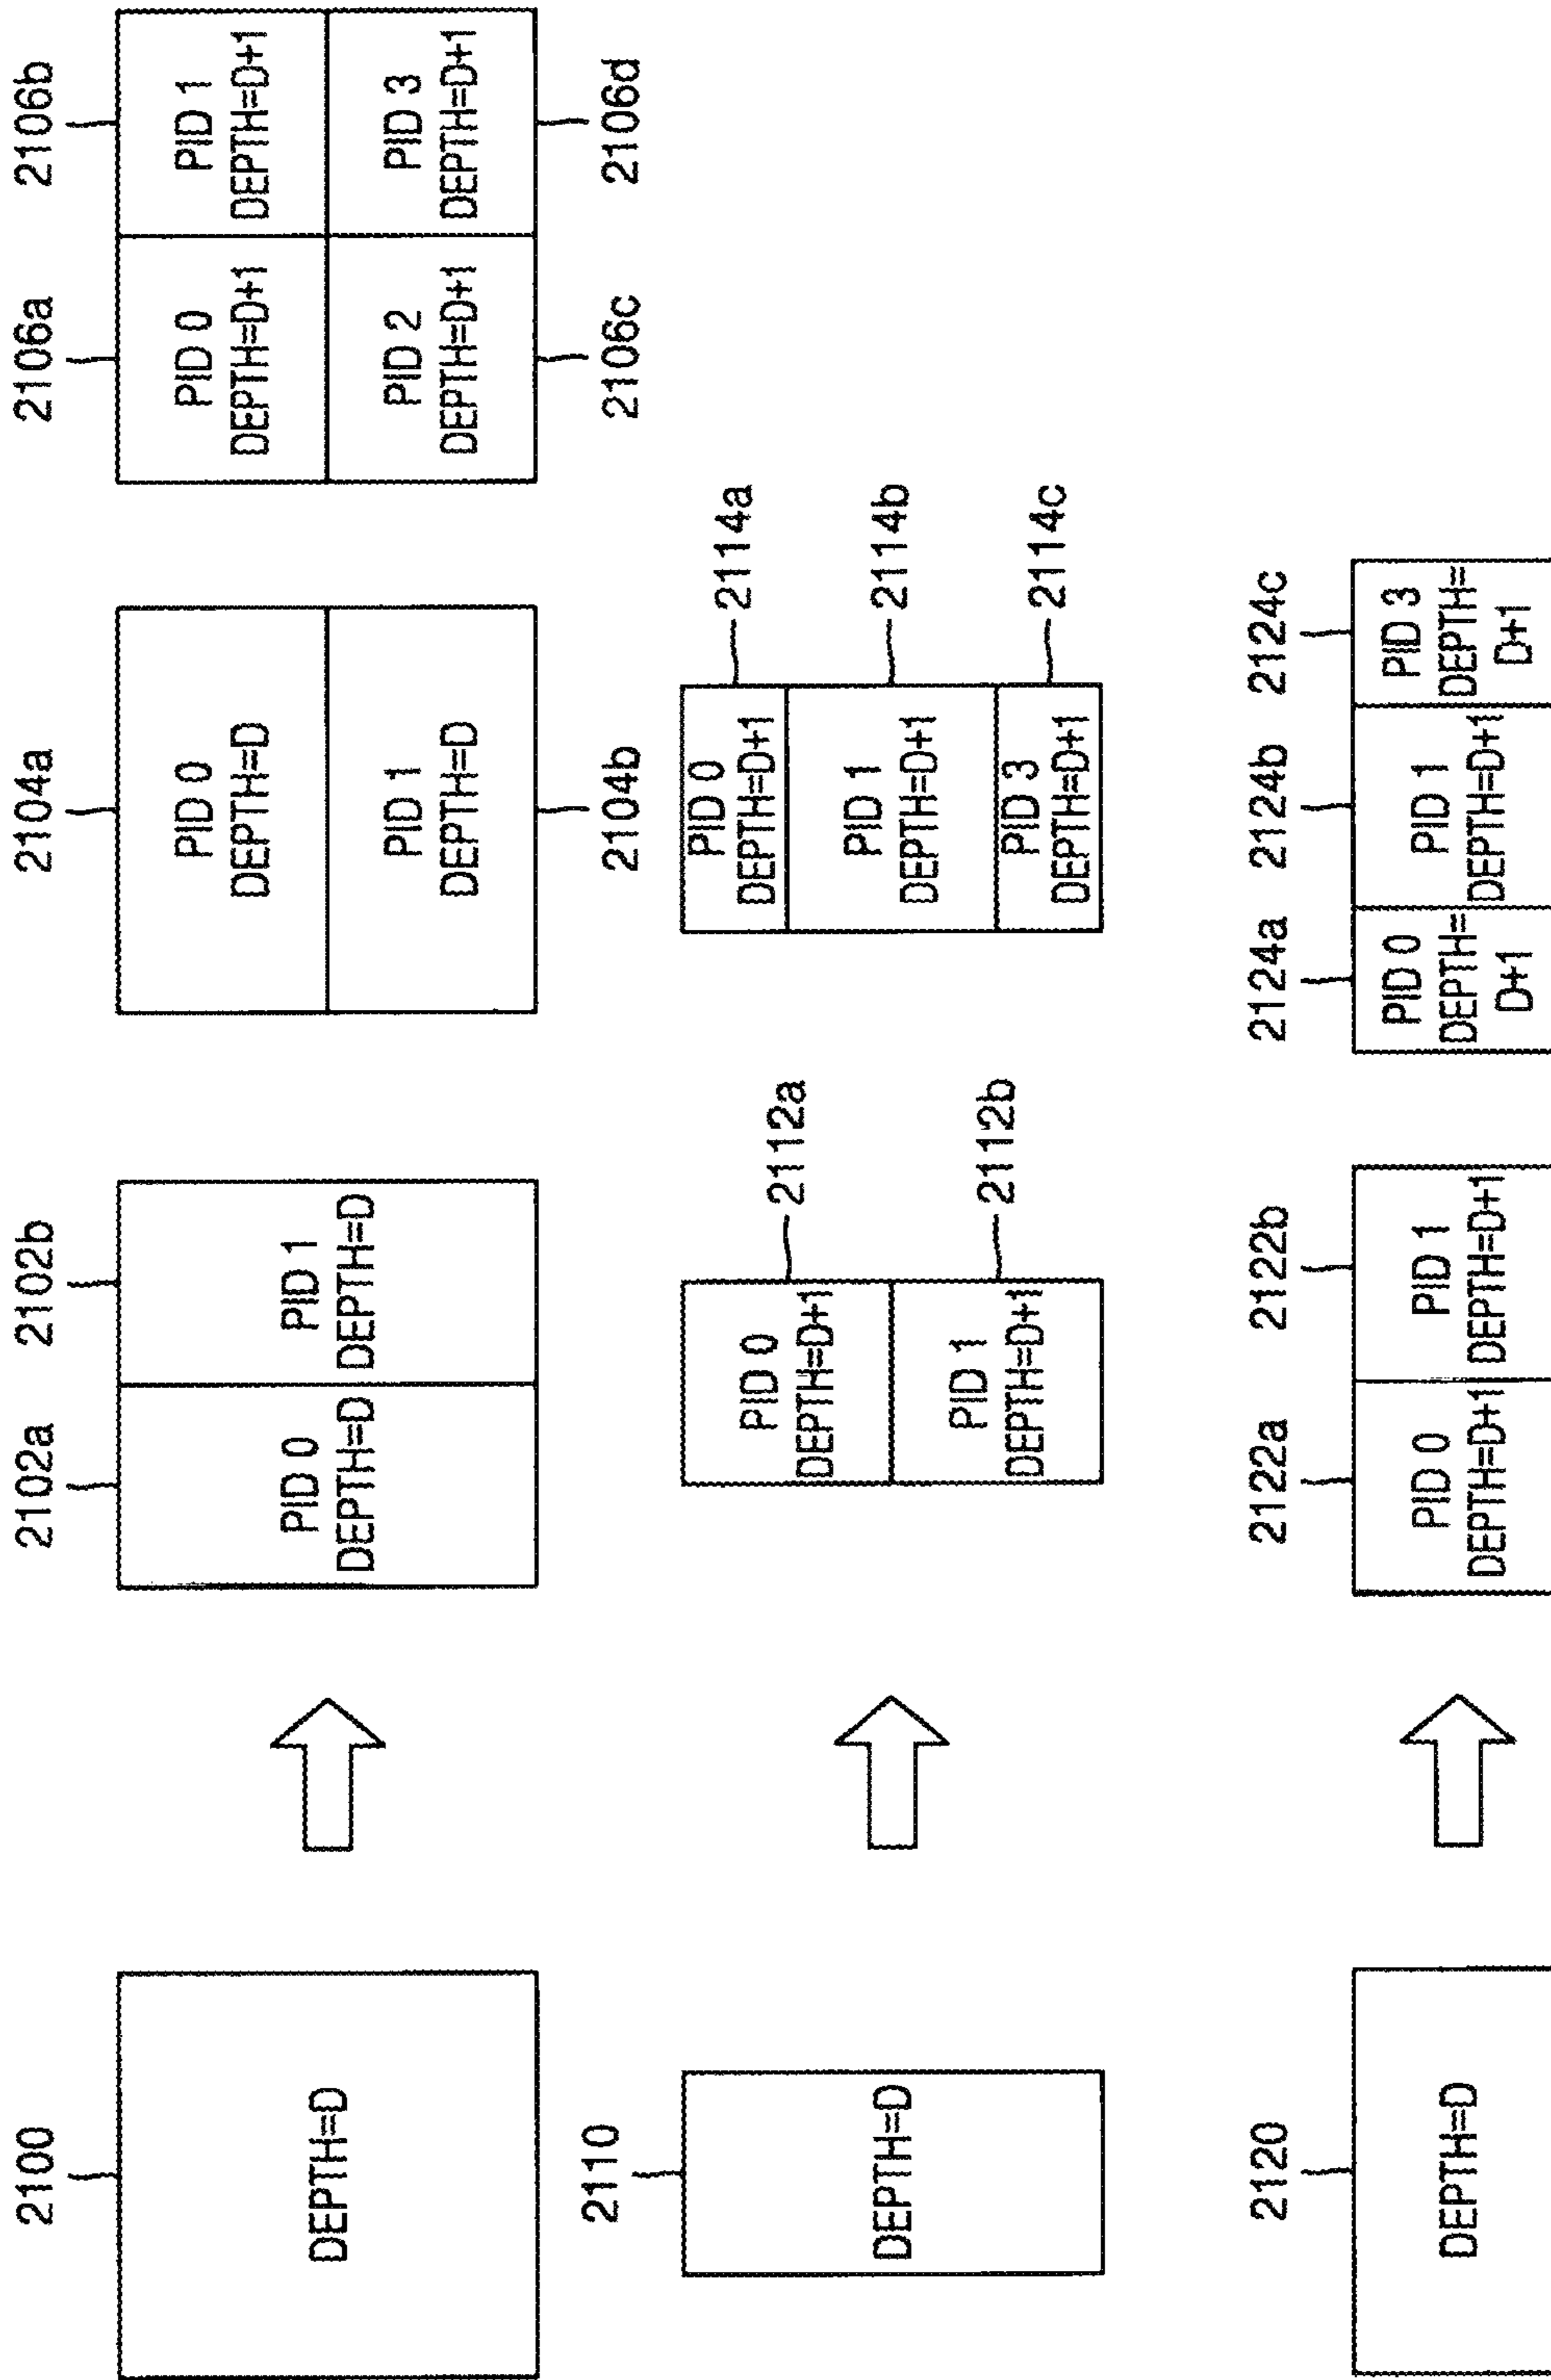 2100
DEPTH=D
2102a
2102b
PID 0
DEPTH=D
PID 1
DEPTH=D
2104a
PID 0
DEPTH=D
PID 1
DEPTH=D
2104b
2106a
2106b
PID 0
DEPTH=D+1
PID 1
DEPTH=D+1
PID 2
DEPTH=D+1
PID 3
DEPTH=D+1
2106c
2106d
2110
DEPTH=D
PID 0
DEPTH=D+1
2112a
PID 1
DEPTH=D+1
2112b
PID 0
DEPTH=D+1
2114a
PID 1
DEPTH=D+1
2114b
PID 3
DEPTH=D+1
2114c
2120
DEPTH=D
2122a
2122b
PID 0
DEPTH=D+1
PID 1
DEPTH=D+1
2124a
2124b
2124c
PID 0
DEPTH=
D+1
PID 1
DEPTH=D+1
PID 3
DEPTH=
D+1